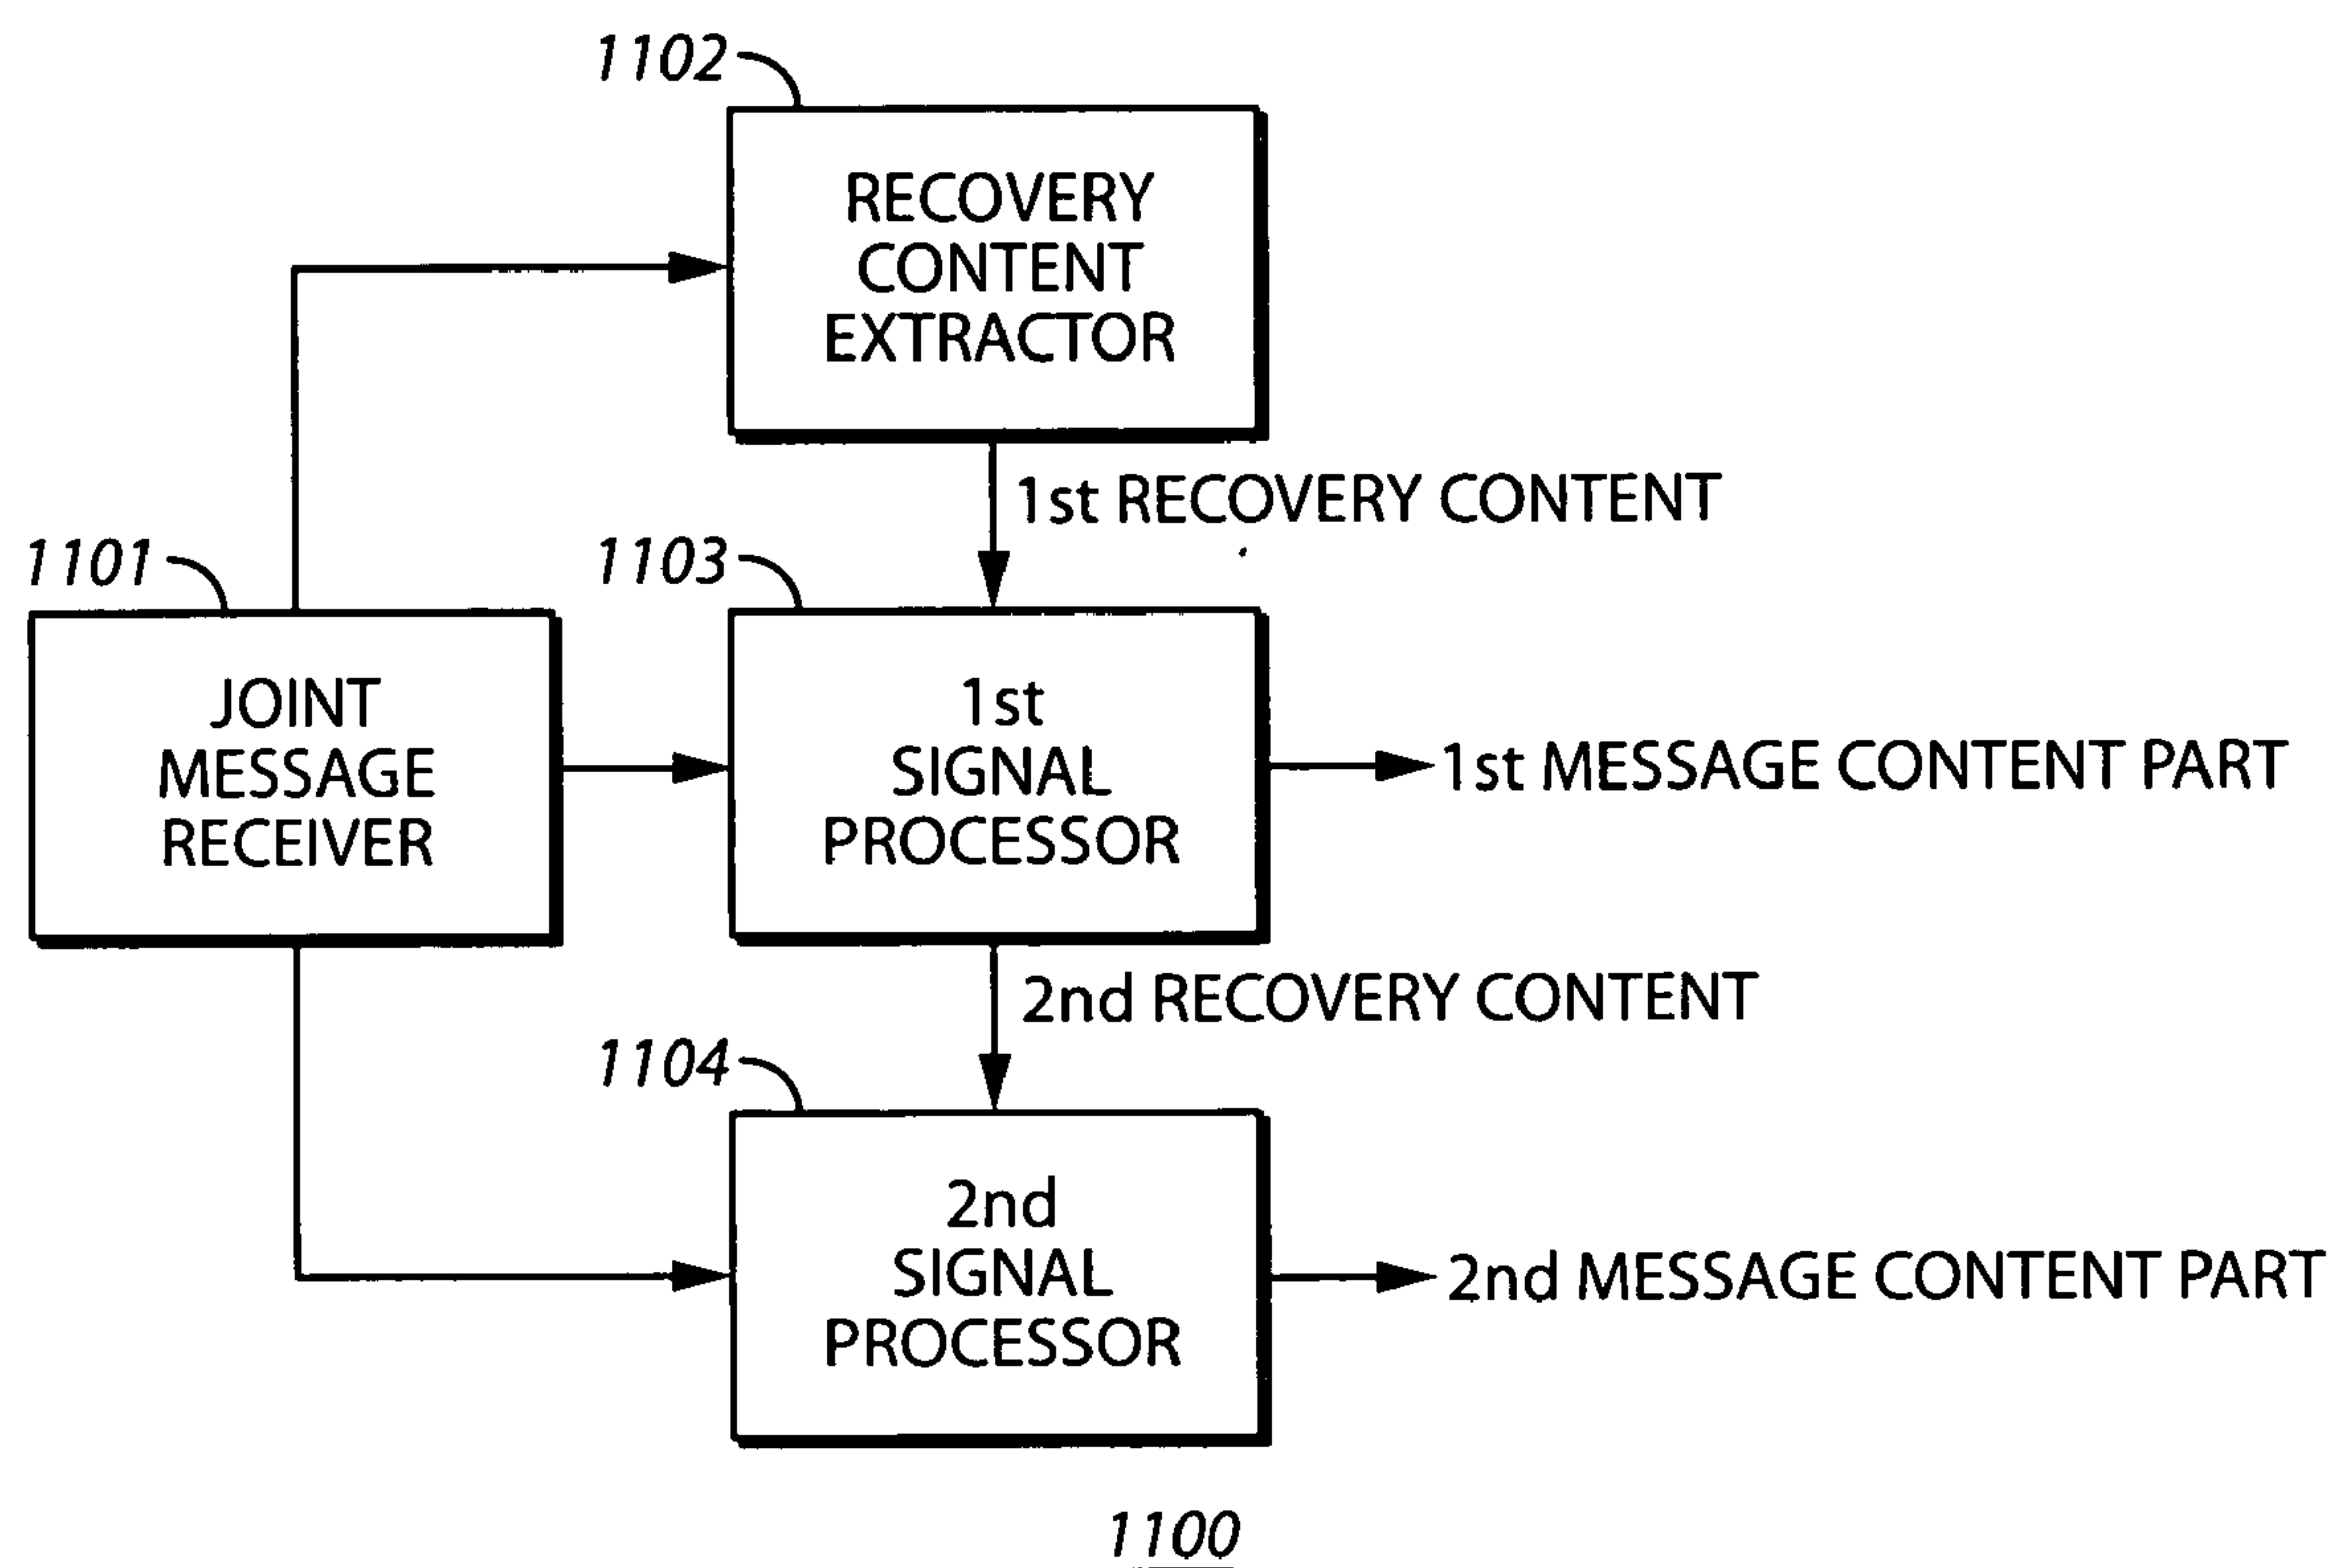 1102
RECOVERY
CONTENT
EXTRACTOR
1st RECOVERY CONTENT
1101
1103
JOINT
MESSAGE
RECEIVER
1st
SIGNAL
PROCESSOR
1st MESSAGE CONTENT PART
2nd RECOVERY CONTENT
1104
2nd
SIGNAL
PROCESSOR
2nd MESSAGE CONTENT PART
1100